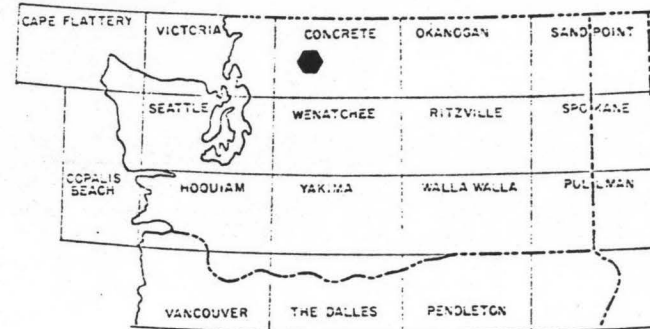 CAPE FLATTERY
VICTORIA
CONCRETE
OKANOGAN
SANDPOINT
SEATTLE
WENATCHEE
RITZVILLE
SPOKANE
COPALIS
BEACH
HOQUIAM
YAKIMA
WALLA WALLA
PULLMAN
VANCOUVER
THE DALLES
PENDLETON